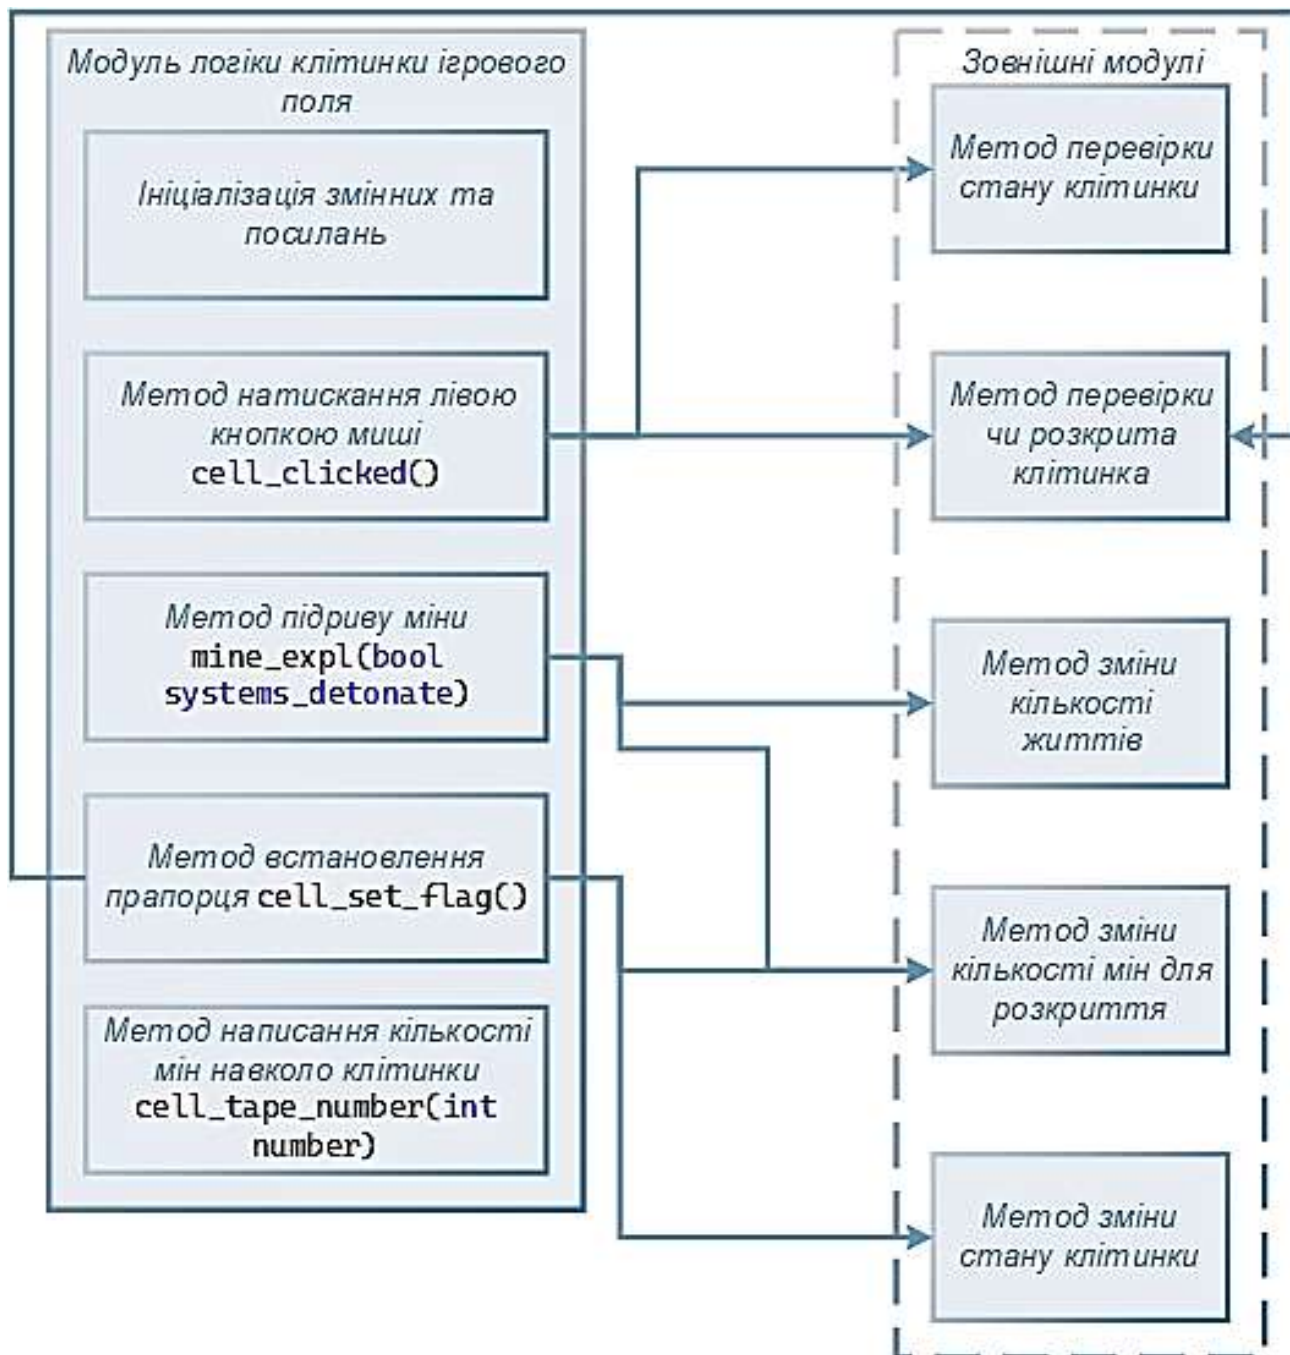 Модуль логіки клітинки ігрового
поля
Ініціалізація змінних та
посилань
Метод натискання лівою
кнопкою миші
cell_clicked()
Метод підриву міни
mine_expl(bool
systems_detonate)
Метод встановлення
прапорця cell_set_flag()
Метод написання кількості
мін навколо клітинки
cell_tape_number(int
number)
Зовнішні модулі
Метод перевірки
стану клітинки
Метод перевірки
чи розкрита
клітинка
Метод зміни
кількості
життів
Метод зміни
кількості мін для
розкриття
Метод зміни
стану клітинки